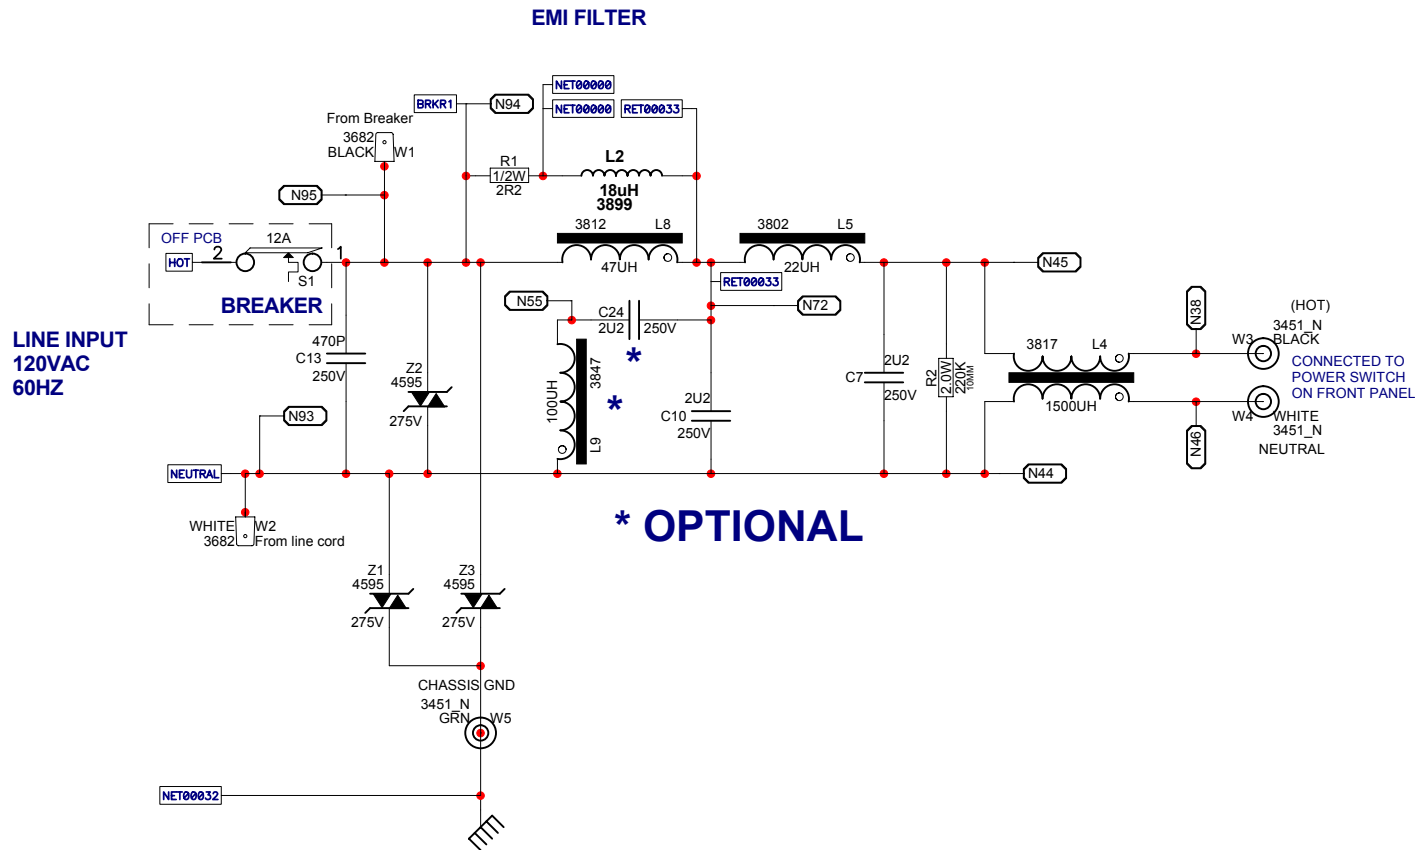 EMI FILTER
NET00000
BRKR1
N94
NET00000
RET00033
From Breaker
3682
BLACK
W1
R1
1/2W
2R2
L2
18uH
3899
N95
OFF PCB
12A
HOT
2
1
S1
BREAKER
3812
L8
47UH
3802
L5
22UH
N45
RET00033
N72
N55
C24
2U2
250V
*
LINE INPUT
120VAC
60HZ
470P
C13
250V
Z2
4595
275V
100UH
3847
L9
*
2U2
C10
250V
2U2
C7
250V
R2
2.0W
220K
10MM
3817
L4
1500UH
N38
(HOT)
3451_N
BLACK
W3
CONNECTED TO
POWER SWITCH
ON FRONT PANEL
W4
WHITE
3451_N
NEUTRAL
N46
N93
NEUTRAL
N44
WHITE
W2
3682
From line cord
* OPTIONAL
Z1
4595
275V
Z3
4595
275V
CHASSIS GND
3451_N
GRN
W5
NET00032